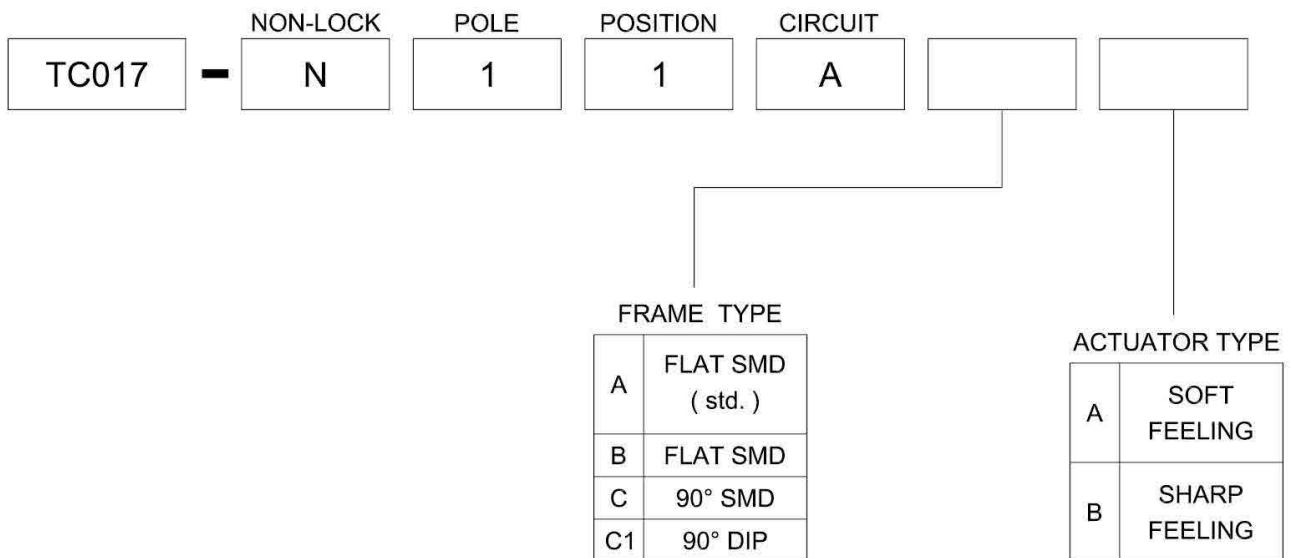 NON-LOCK POLE POSITION CIRCUIT
TC017 - N 1 1 A
FRAME TYPE
A FLAT SMD
( std. )
B FLAT SMD
C 90° SMD
C1 90° DIP
ACTUATOR TYPE
A SOFT
FEELING
B SHARP
FEELING